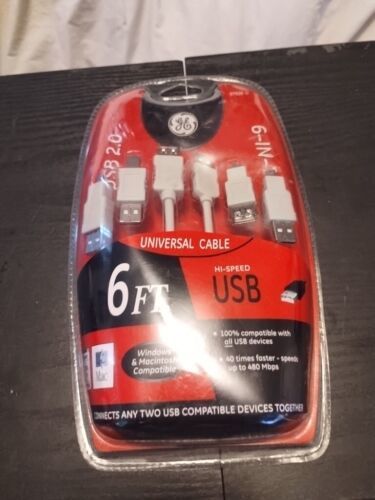 GE
USB 2.0
6-IN-
UNIVERSAL CABLE
6FT
HI-SPEED
USB
100% compatible with
all USB devices
40 times faster - speeds
up to 480 Mbps
Windows
& Macintosh
Compatible
Mac
CONNECTS ANY TWO USB COMPATIBLE DEVICES TOGETHER